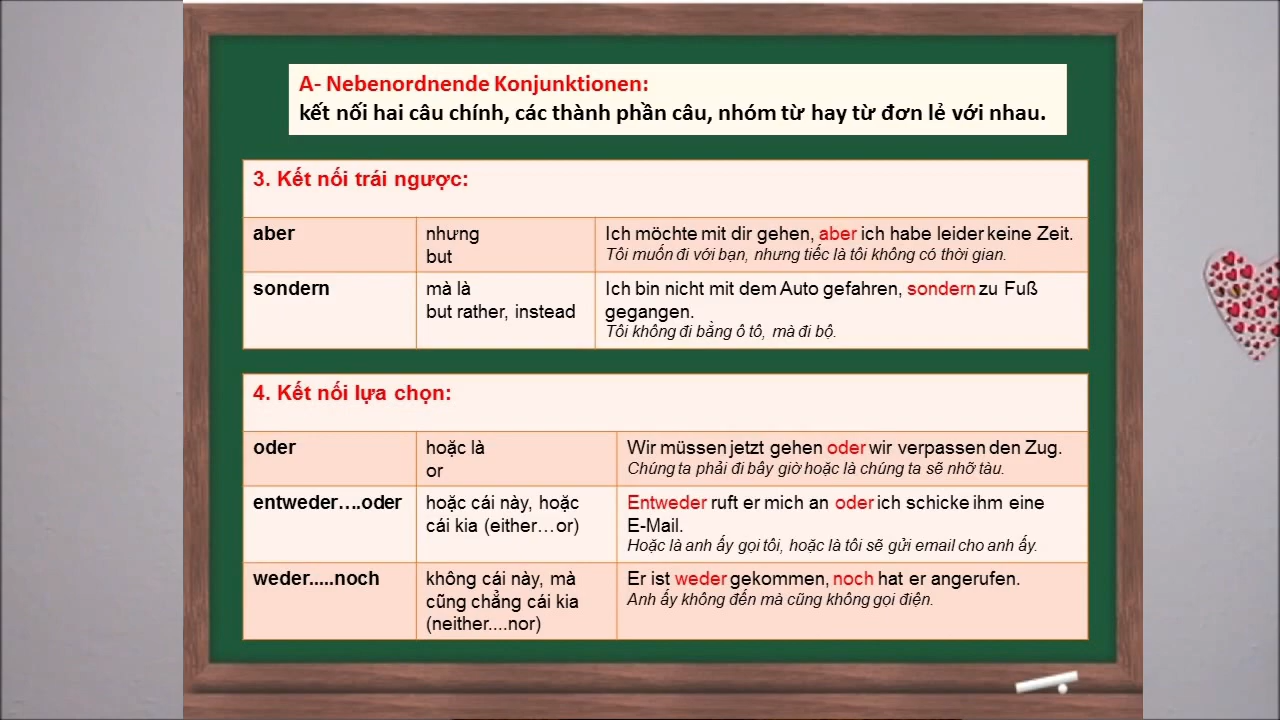 A- Nebenordnende Konjunktionen:
kết nối hai câu chính, các thành phần câu, nhóm từ hay từ đơn lẻ với nhau.
3. Kết nối trái ngược:
aber
nhưng
but
Ich möchte mit dir gehen, aber ich habe leider keine Zeit.
Tôi muốn đi với bạn, nhưng tiếc là tôi không có thời gian.
sondern
mà là
but rather, instead
Ich bin nicht mit dem Auto gefahren, sondern zu Fuß
gegangen.
Tôi không đi bằng ô tô, mà đi bộ.
4. Kết nối lựa chọn:
oder
hoặc là
or
Wir müssen jetzt gehen oder wir verpassen den Zug.
Chúng ta phải đi bây giờ hoặc là chúng ta sẽ nhỡ tàu.
entweder….oder
hoặc cái này, hoặc
cái kia (either…or)
Entweder ruft er mich an oder ich schicke ihm eine
E-Mail.
Hoặc là anh ấy gọi tôi, hoặc là tôi sẽ gửi email cho anh ấy.
weder.....noch
không cái này, mà
cũng chẳng cái kia
(neither....nor)
Er ist weder gekommen, noch hat er angerufen.
Anh ấy không đến mà cũng không gọi điện.